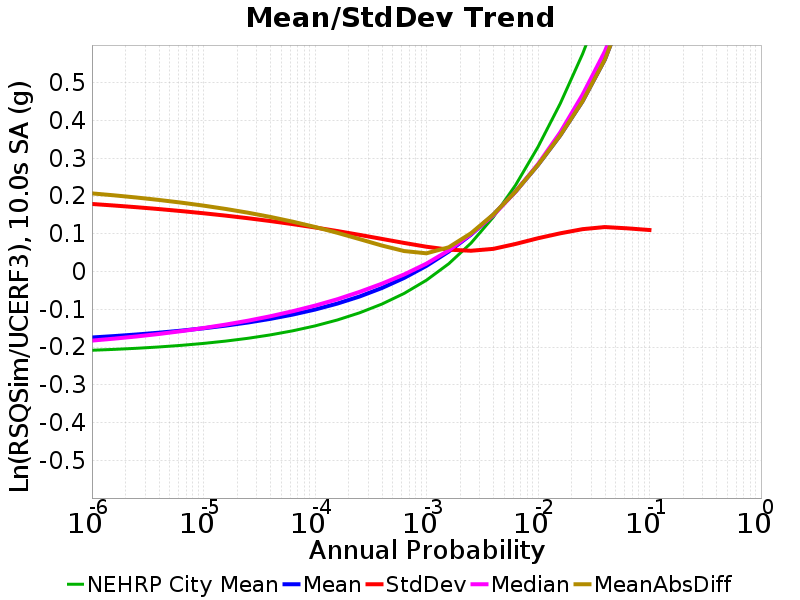 Mean/StdDev Trend
Ln(RSQSim/UCERF3), 10.0s SA (g)
0.5
0.4
0.3
0.2
0.1
0
-0.1
-0.2
-0.3
-0.4
-0.5
10^-6 10^-5 10^-4 10^-3 10^-2 10^-1 10^0
Annual Probability
NEHRP City Mean Mean StdDev Median MeanAbsDiff